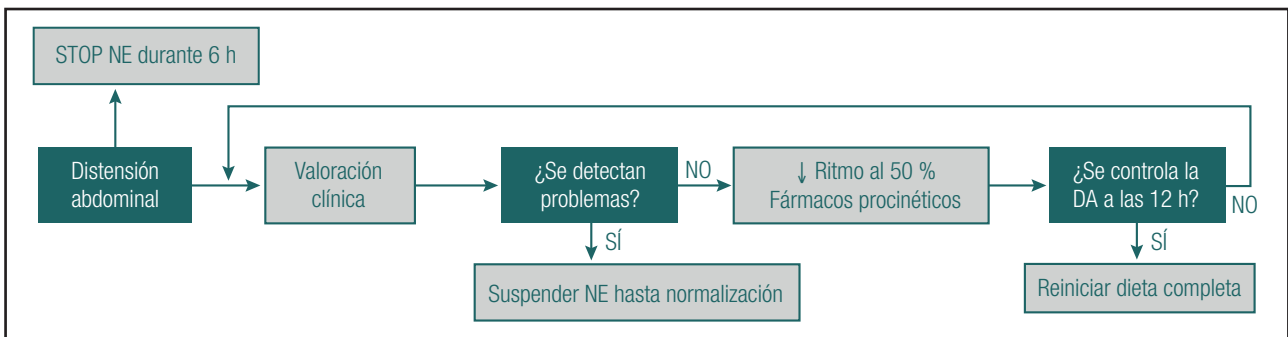 STOP NE durante 6 h
Distensión
abdominal
Valoración
clínica
¿Se detectan
problemas?
NO
↓ Ritmo al 50 %
Fármacos procinéticos
¿Se controla la
DA a las 12 h?
NO
SÍ
Suspender NE hasta normalización
SÍ
Reiniciar dieta completa